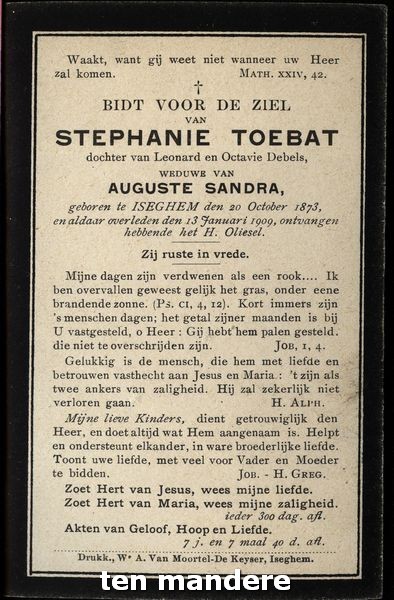 Waakt, want gij weet niet wanneer uw Heer
zal komen. MATH. XXIV, 42.
†
BIDT VOOR DE ZIEL
VAN
STEPHANIE TOEBAT
dochter van Leonard en Octavie Debels,
WEDUWE VAN
AUGUSTE SANDRA,
geboren te ISEGHEM den 20 October 1873,
en aldaar overleden den 13 Januari 1909, ontvangen
hebbende het H. Oliesel.
Zij ruste in vrede.
Mijne dagen zijn verdwenen als een rook.... Ik
ben overvallen geweest gelijk het gras, onder eene
brandende zonne. (Ps. CI, 4, 12). Kort immers zijn
's menschen dagen; het getal zijner maanden is bij
U vastgesteld, o Heer : Gij hebt hem palen gesteld.
die niet te overschrijden zijn. JOB, 1, 4.
Gelukkig is de mensch, die hem met liefde en
betrouwen vasthecht aan Jesus en Maria : 't zijn als
twee ankers van zaligheid. Hij zal zekerlijk niet
verloren gaan. H. ALPH.
Mijne lieve Kinders, dient getrouwiglijk den
Heer, en doet altijd wat Hem aangenaam is. Helpt
en ondersteunt elkander, in ware broederlijke liefde.
Toont uwe liefde, met veel voor Vader en Moeder
te bidden. JOB. - H. GREG.
Zoet Hert van Jesus, wees mijne liefde.
Zoet Hert van Maria, wees mijne zaligheid.
ieder 300 dag. afl.
Akten van Geloof, Hoop en Liefde.
7 j. en 7 maal 40 d. afl.
Drukk., We A. Van Moortel-De Keyser, Iseghem.
ten mandere